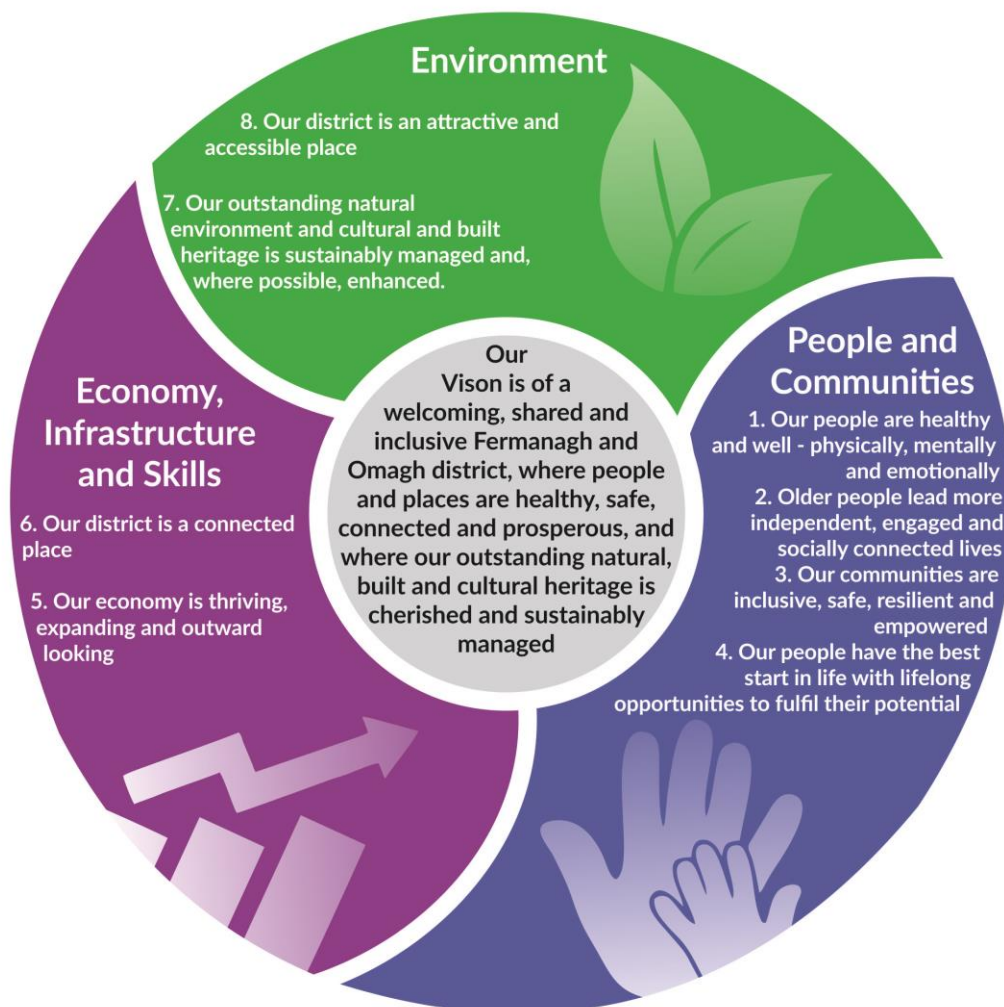 Environment
8. Our district is an attractive and
accessible place
7. Our outstanding natural
environment and cultural and built
heritage is sustainably managed and,
where possible, enhanced.
People and
Communities
1. Our people are healthy
and well - physically, mentally
and emotionally
2. Older people lead more
independent, engaged and
socially connected lives
3. Our communities are
inclusive, safe, resilient and
empowered
4. Our people have the best
start in life with lifelong
opportunities to fulfil their potential
Economy,
Infrastructure
and Skills
6. Our district is a connected
place
5. Our economy is thriving,
expanding and outward
looking
Our
Vison is of a
welcoming, shared and
inclusive Fermanagh and
Omagh district, where people
and places are healthy, safe,
connected and prosperous, and
where our outstanding natural,
built and cultural heritage is
cherished and sustainably
managed